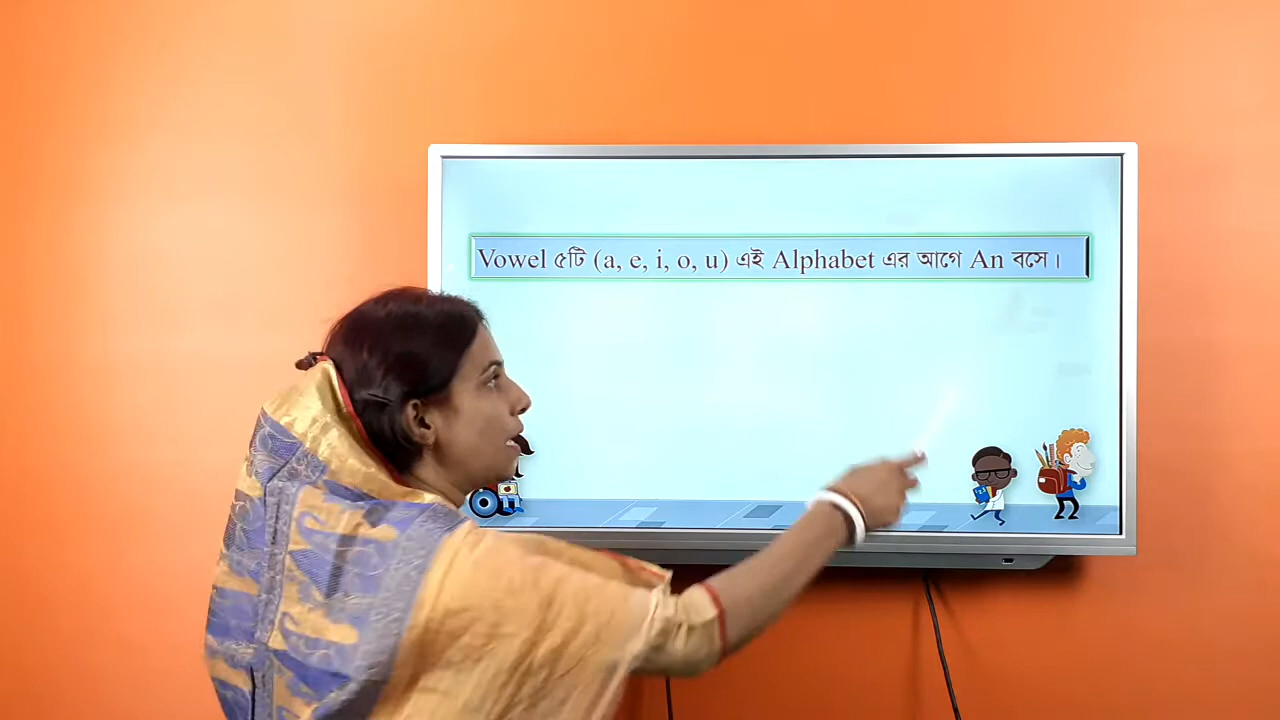 Vowel ৫টি (a, e, i, o, u) এই Alphabet এর আগে An বসে।